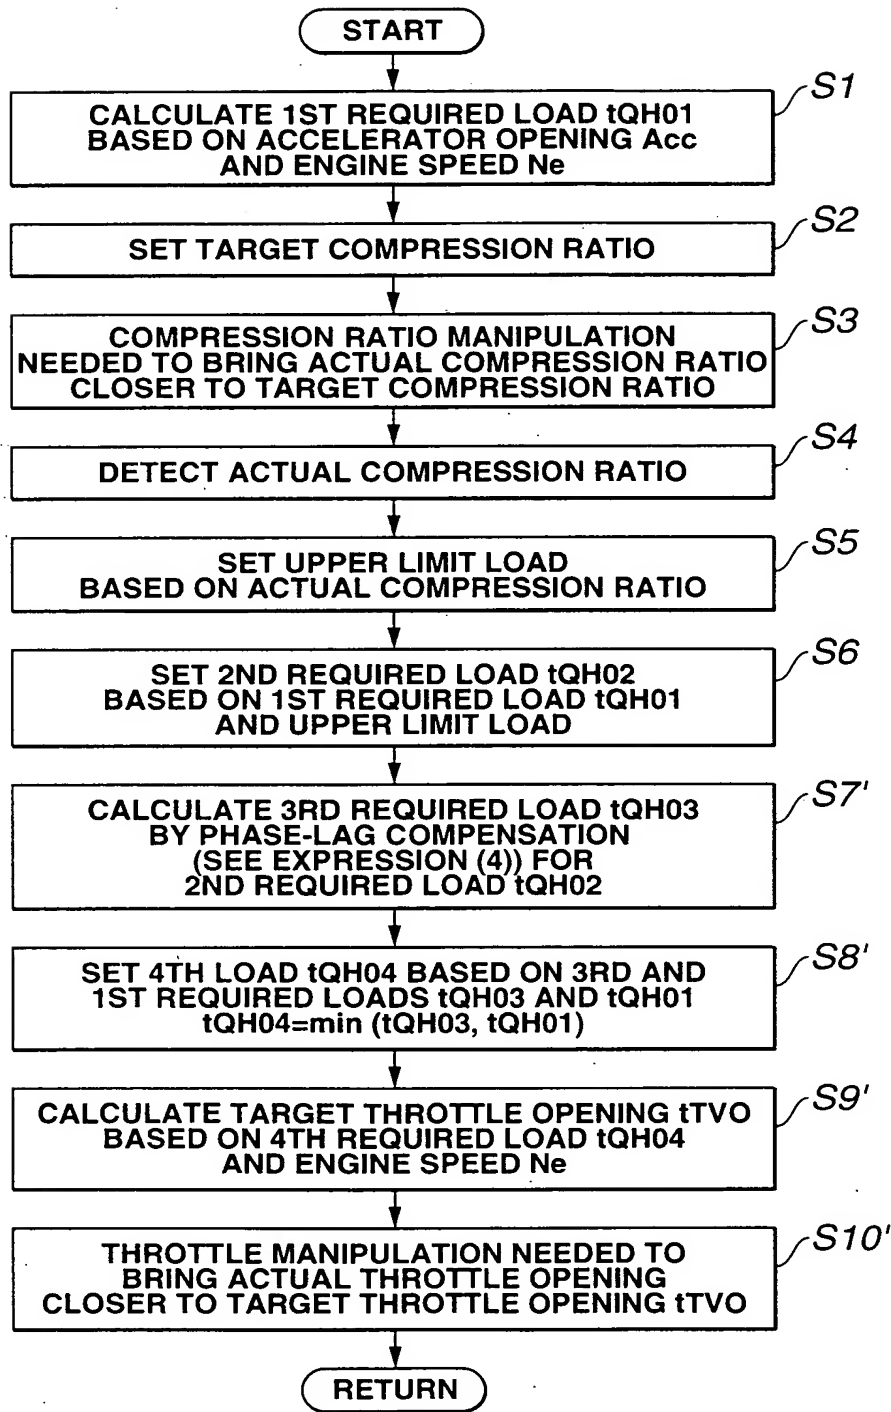 START
S1
CALCULATE 1ST REQUIRED LOAD tQH01
BASED ON ACCELERATOR OPENING Acc
AND ENGINE SPEED Ne
S2
SET TARGET COMPRESSION RATIO
S3
COMPRESSION RATIO MANIPULATION
NEEDED TO BRING ACTUAL COMPRESSION RATIO
CLOSER TO TARGET COMPRESSION RATIO
S4
DETECT ACTUAL COMPRESSION RATIO
S5
SET UPPER LIMIT LOAD
BASED ON ACTUAL COMPRESSION RATIO
S6
SET 2ND REQUIRED LOAD tQH02
BASED ON 1ST REQUIRED LOAD tQH01
AND UPPER LIMIT LOAD
S7'
CALCULATE 3RD REQUIRED LOAD tQH03
BY PHASE-LAG COMPENSATION
(SEE EXPRESSION (4)) FOR
2ND REQUIRED LOAD tQH02
S8'
SET 4TH LOAD tQH04 BASED ON 3RD AND
1ST REQUIRED LOADS tQH03 AND tQH01
tQH04=min (tQH03, tQH01)
S9'
CALCULATE TARGET THROTTLE OPENING tTVO
BASED ON 4TH REQUIRED LOAD tQH04
AND ENGINE SPEED Ne
S10'
THROTTLE MANIPULATION NEEDED TO
BRING ACTUAL THROTTLE OPENING
CLOSER TO TARGET THROTTLE OPENING tTVO
RETURN